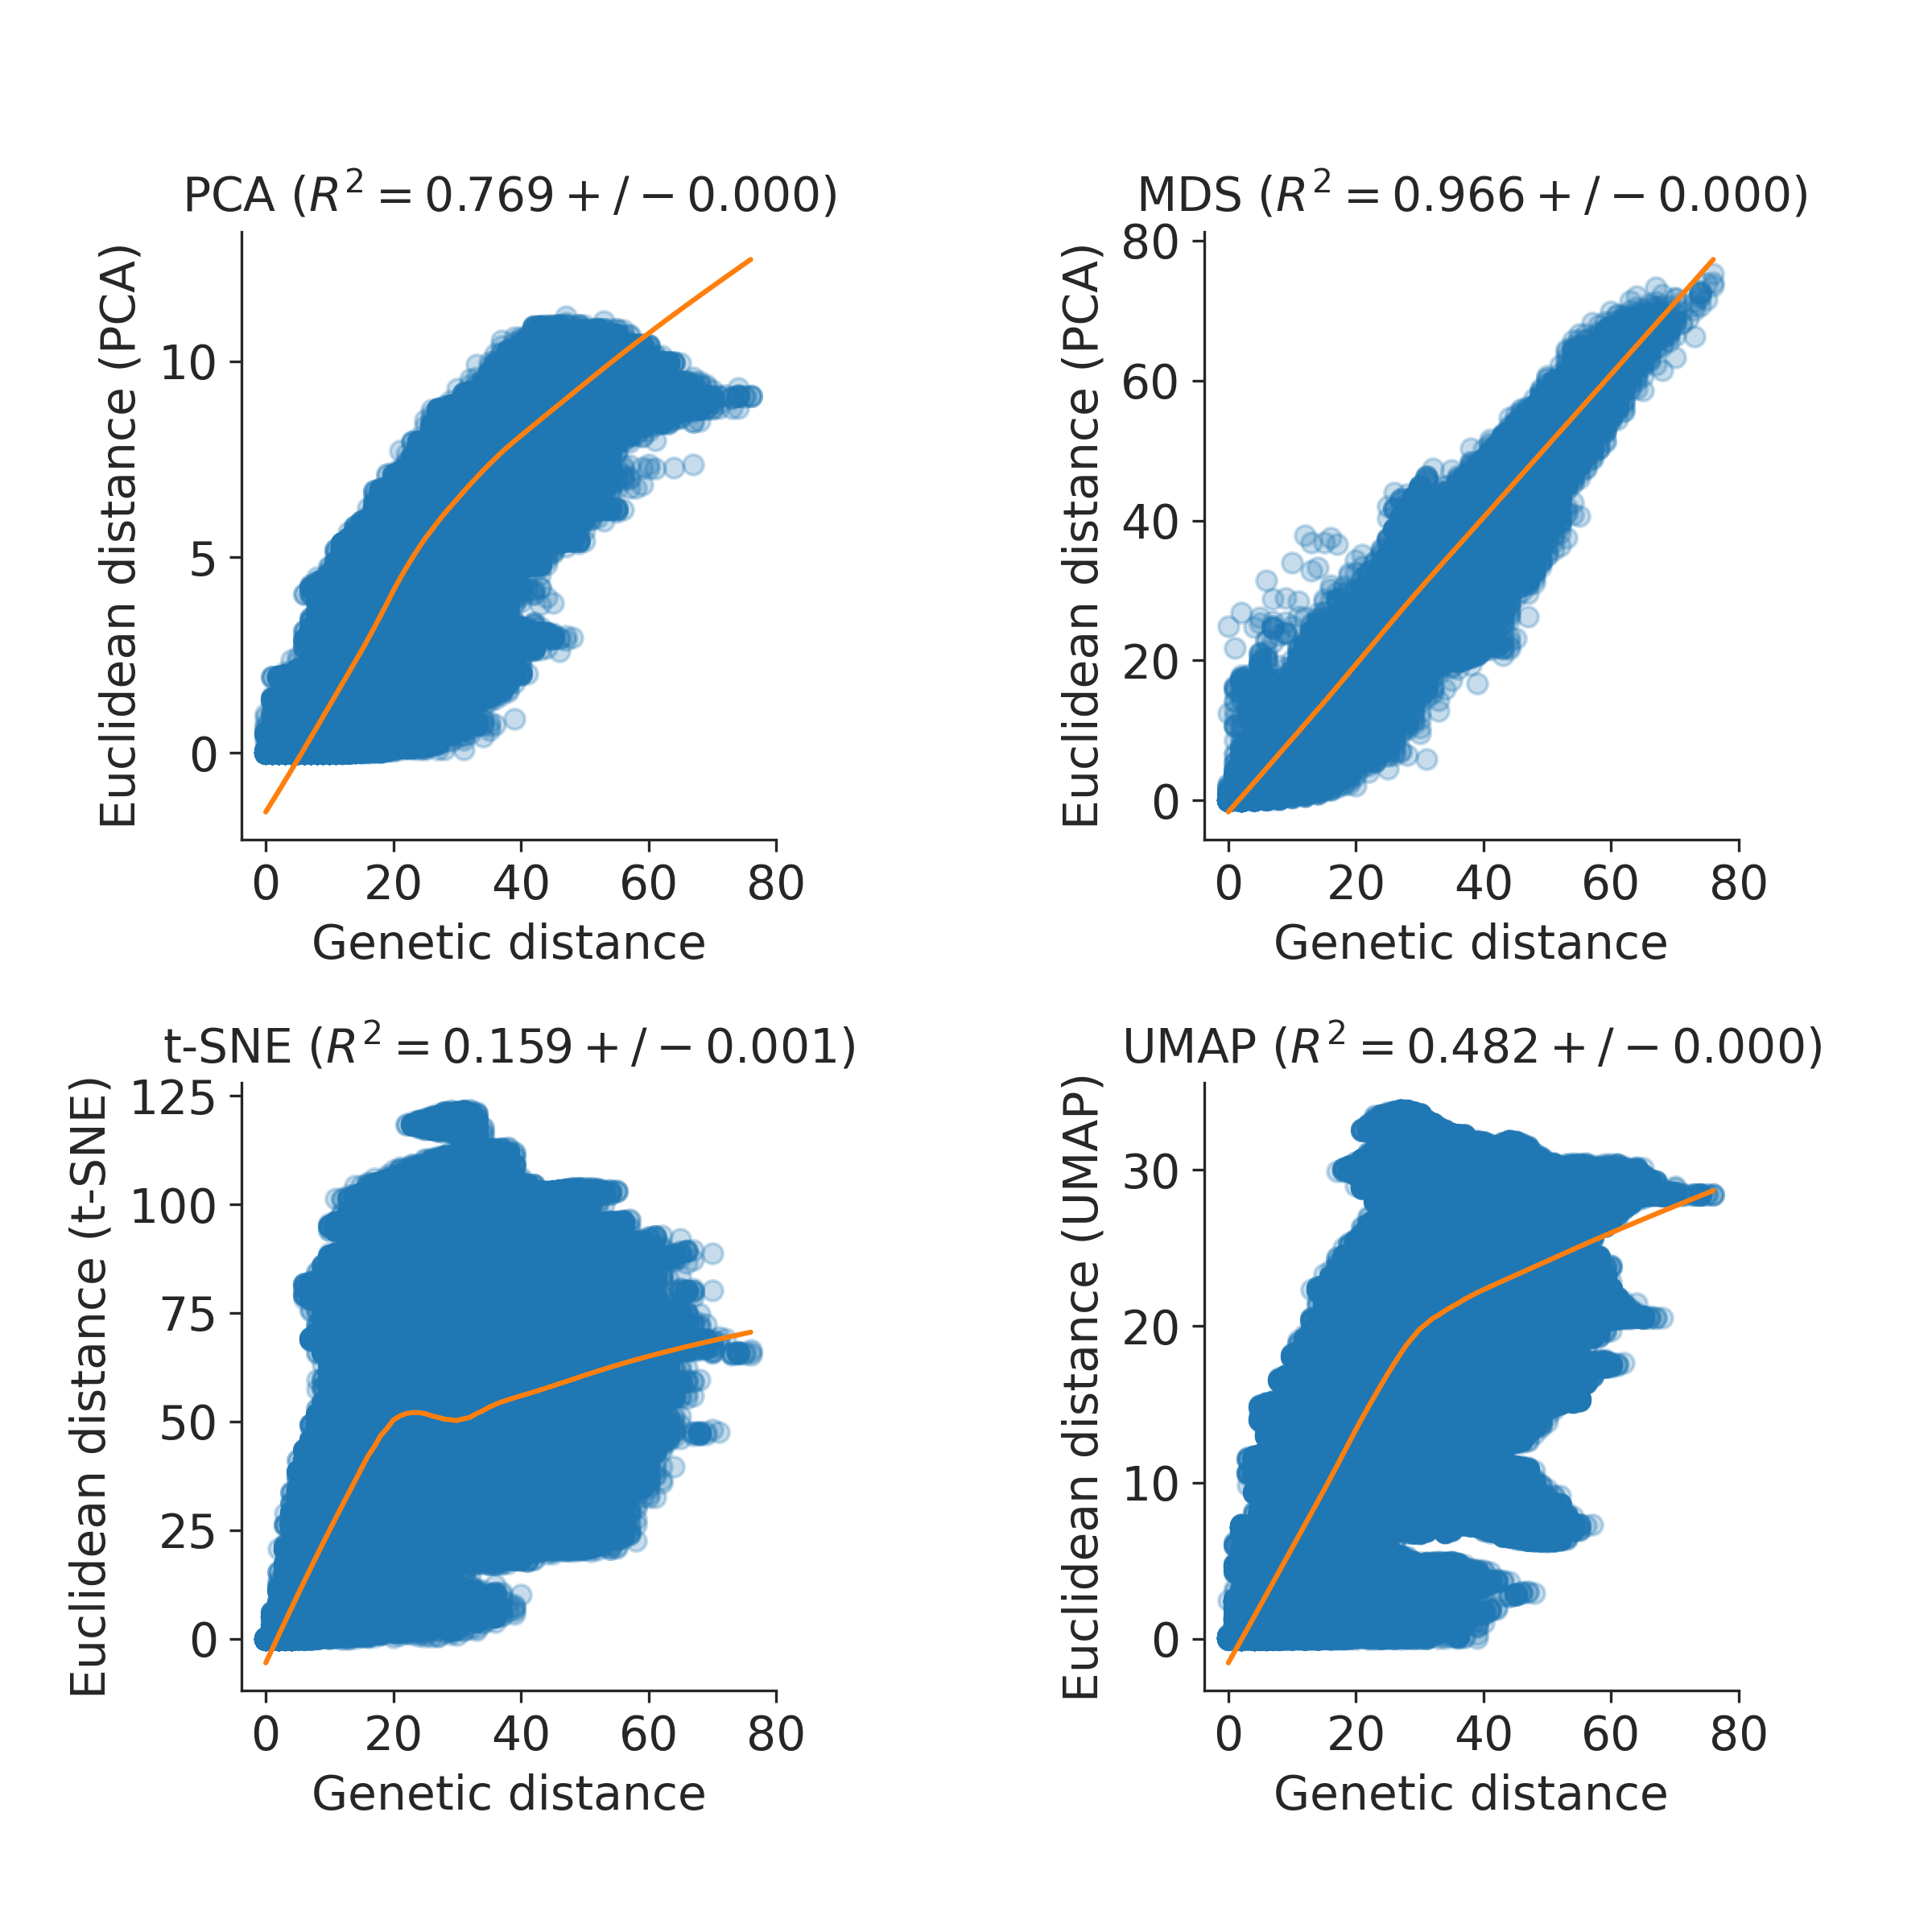 PCA (R² = 0.769 + / − 0.000)
Euclidean distance (PCA)
10
5
0
0 20 40 60 80
Genetic distance
MDS (R² = 0.966 + / − 0.000)
Euclidean distance (PCA)
80
60
40
20
0
0 20 40 60 80
Genetic distance
t-SNE (R² = 0.159 + / − 0.001)
Euclidean distance (t-SNE)
125
100
75
50
25
0
0 20 40 60 80
Genetic distance
UMAP (R² = 0.482 + / − 0.000)
Euclidean distance (UMAP)
30
20
10
0
0 20 40 60 80
Genetic distance